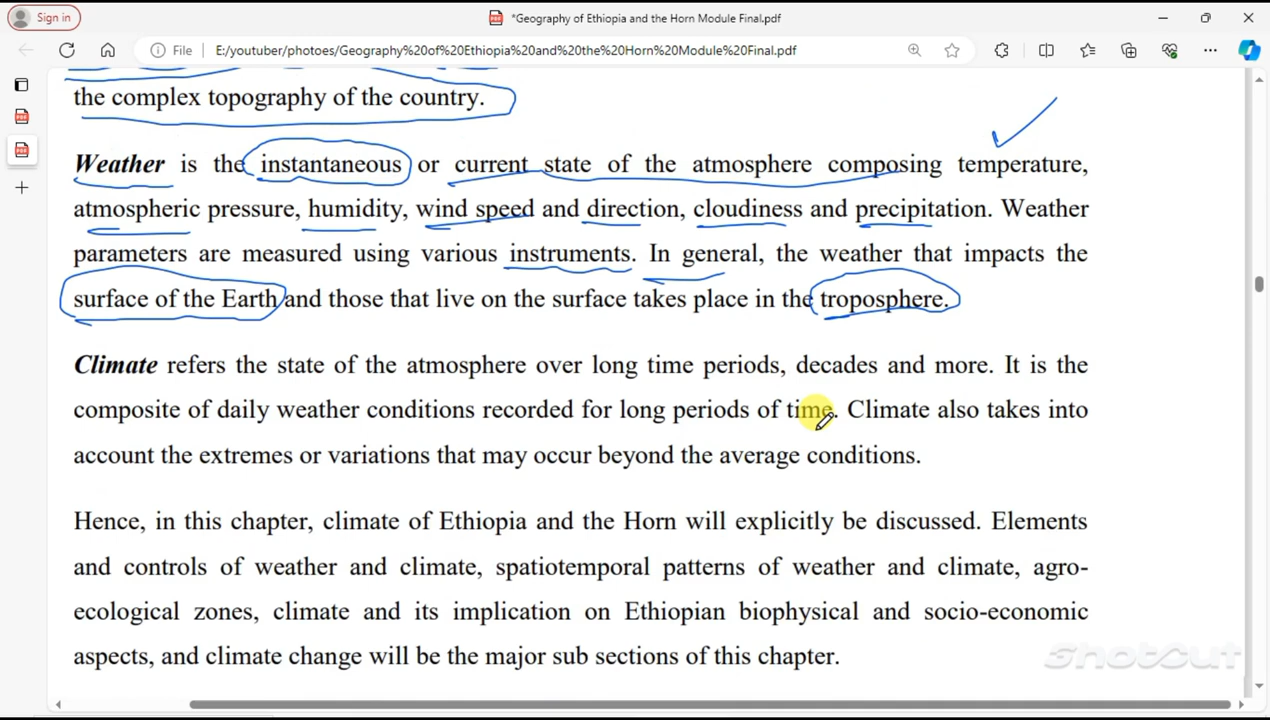 Sign in
*Geography of Ethiopia and the Horn Module Final.pdf
File
E:/youtuber/photoes/Geography%20of%20Ethiopia%20and%20the%20Horn%20Module%20Final.pdf
the complex topography of the country.
Weather is the instantaneous or current state of the atmosphere composing temperature,
atmospheric pressure, humidity, wind speed and direction, cloudiness and precipitation. Weather
parameters are measured using various instruments. In general, the weather that impacts the
surface of the Earth and those that live on the surface takes place in the troposphere.
Climate refers the state of the atmosphere over long time periods, decades and more. It is the
composite of daily weather conditions recorded for long periods of time. Climate also takes into
account the extremes or variations that may occur beyond the average conditions.
Hence, in this chapter, climate of Ethiopia and the Horn will explicitly be discussed. Elements
and controls of weather and climate, spatiotemporal patterns of weather and climate, agro-
ecological zones, climate and its implication on Ethiopian biophysical and socio-economic
aspects, and climate change will be the major sub sections of this chapter.
shotcut